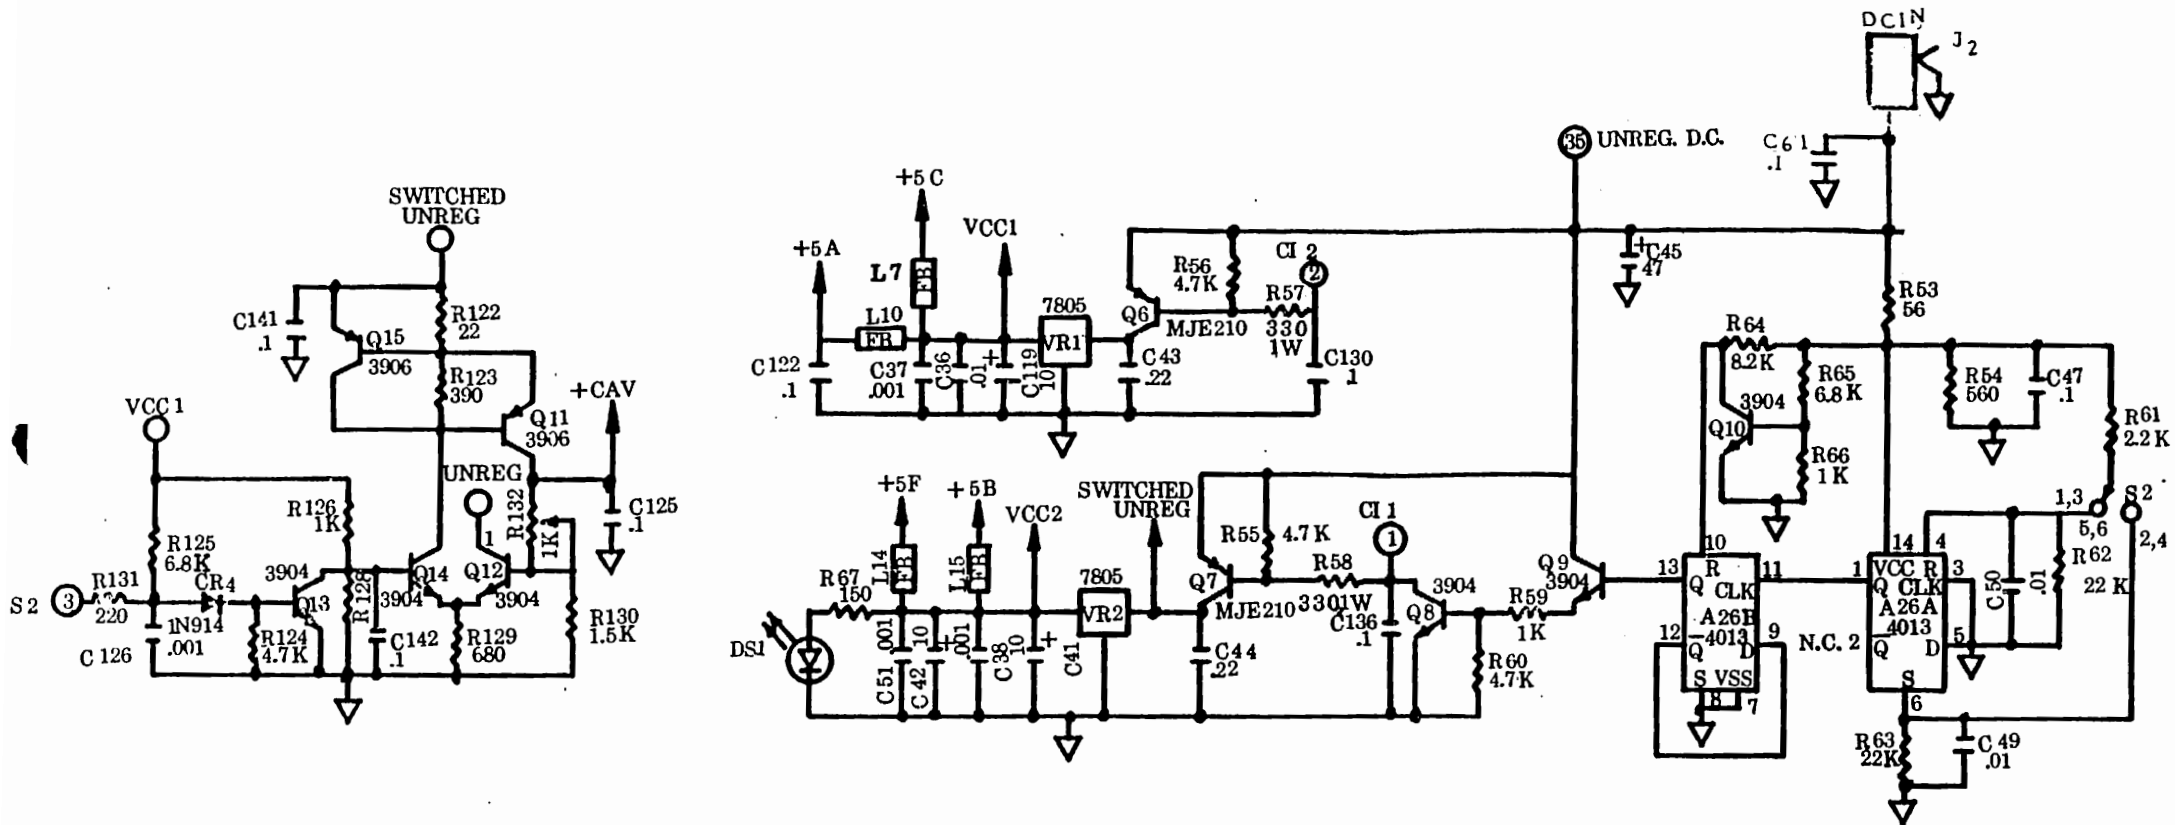 DCIN
J2
C61
.1
35
UNREG. D.C.
+5C
VCC1
+5A
L7
FB
L10
FB
7805
VR1
Q6
MJE210
R56
4.7K
CI 2
2
R57
330
1W
C45
+
47
R53
56
C122
.1
C37
.001
C36
.01
+
C119
10
C43
.22
C130
.1
R64
8.2K
R65
6.8K
3904
Q10
R66
1K
R54
560
C47
.1
R61
2.2K
SWITCHED
UNREG
C141
.1
Q15
3906
R122
22
R123
390
+CAV
Q11
3906
VCC1
UNREG
R126
1K
R132
1K
C125
.1
1
R125
6.8K
CR4
1N914
3904
Q13
R128
Q14
3904
Q12
3904
S2
3
R131
220
C126
.001
R124
4.7K
C142
.1
R129
680
R130
1.5K
+5F
+5B
VCC2
SWITCHED
UNREG
CI 1
1
R55
4.7K
R58
330 1W
Q7
MJE210
3904
Q8
Q9
3904
R59
1K
R60
4.7K
C136
.1
R67
150
L14
FB
L15
FB
7805
VR2
DS1
C51
.001
C42
10
+
C38
.001
C41
10
+
C44
.22
10
R
13
Q
CLK
11
A26B
4013
12
Q
9
D
S
VSS
8
7
14
4
1
VCC
R
Q
CLK
3
A26A
4013
N.C. 2
Q
D
5
S
6
1,3
5,6
S2
2,4
C50
.01
R62
22K
R63
22K
C49
.01